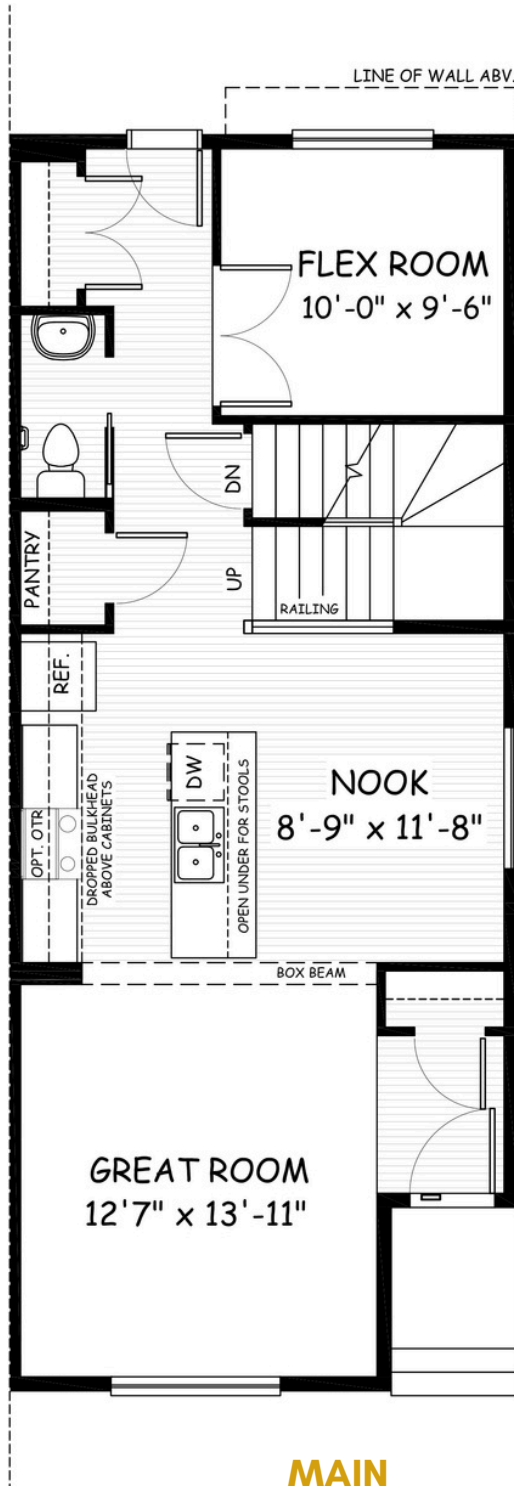 LINE OF WALL ABV.
FLEX ROOM
10'-0" x 9'-6"
DN
UP
RAILING
PANTRY
REF.
DW
OPT. OTR
DROPPED BULKHEAD
ABOVE CABINETS
OPEN UNDER FOR STOOLS
NOOK
8'-9" x 11'-8"
BOX BEAM
GREAT ROOM
12'7" x 13'-11"
MAIN